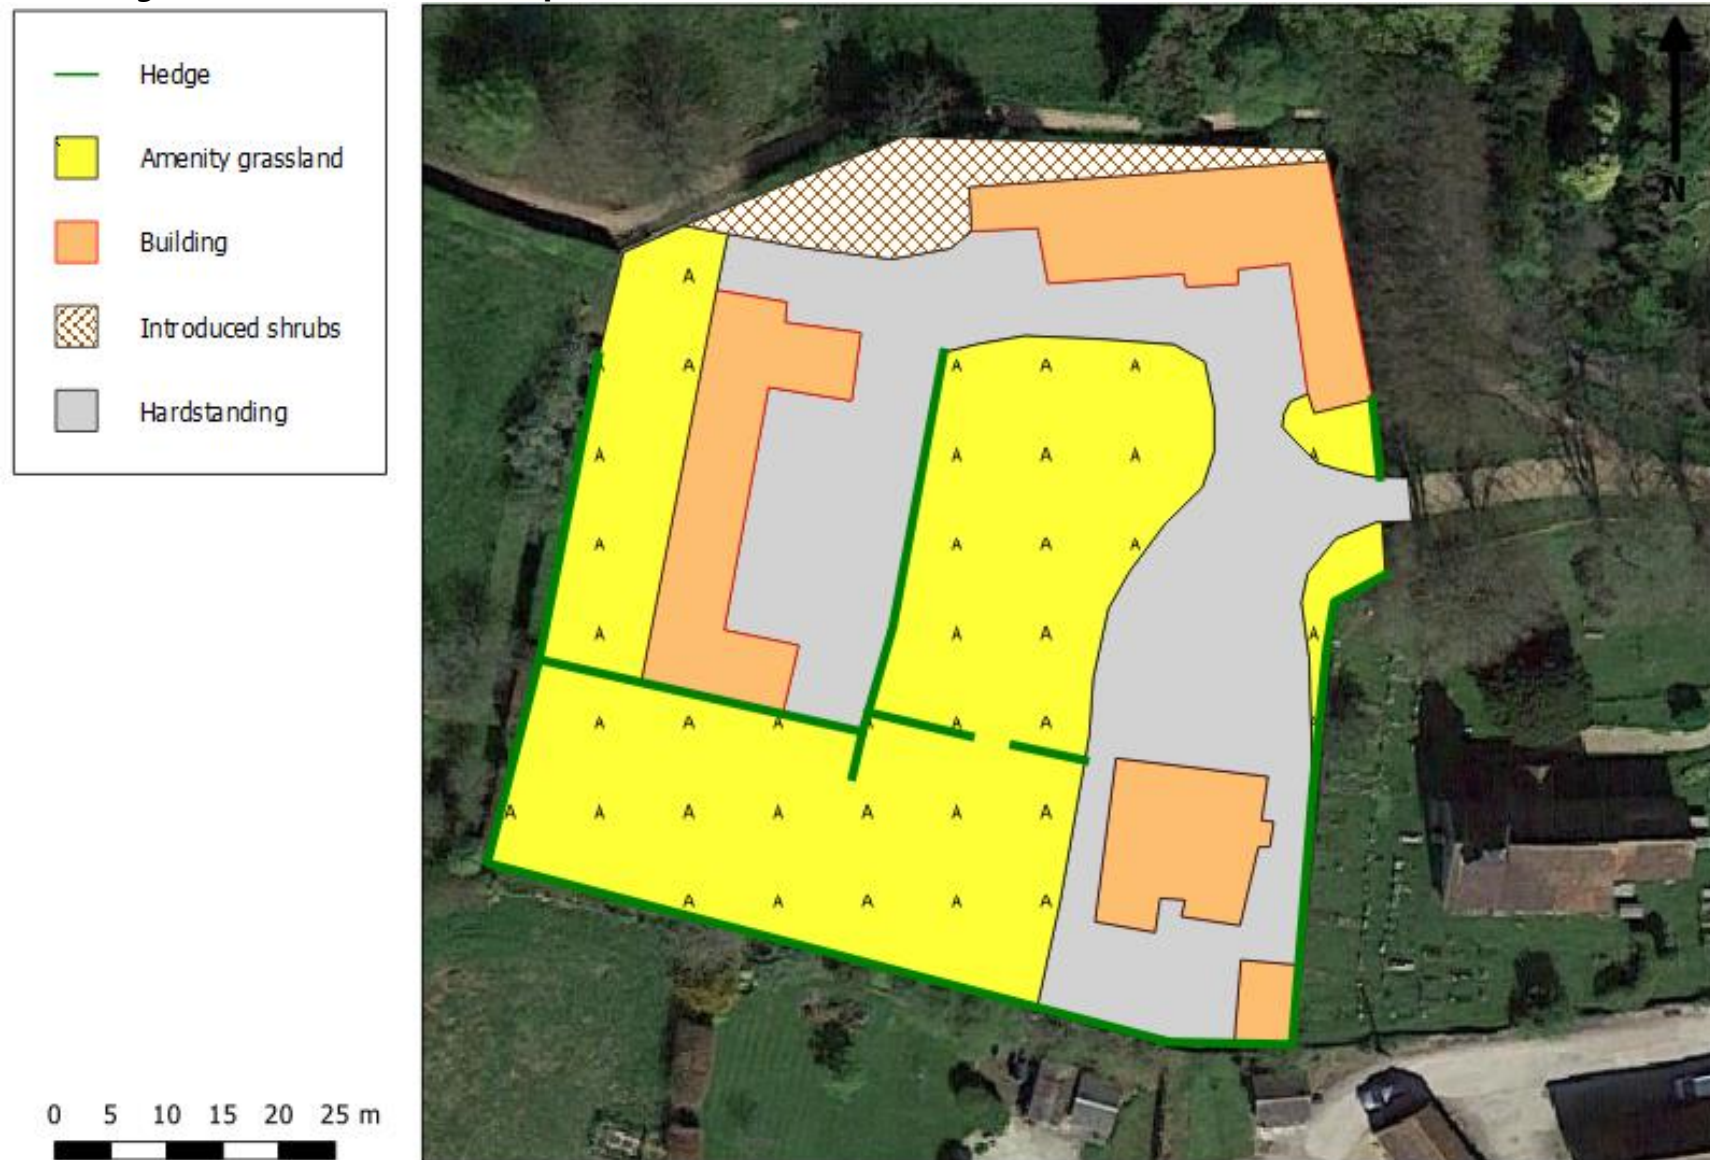 Hedge
Amenity grassland
Building
Introduced shrubs
Hardstanding
0 5 10 15 20 25 m
N
A
A A A A A
A A A A
A A A A
A A A A
A A A A A A
A A A A A A A
A A A A A